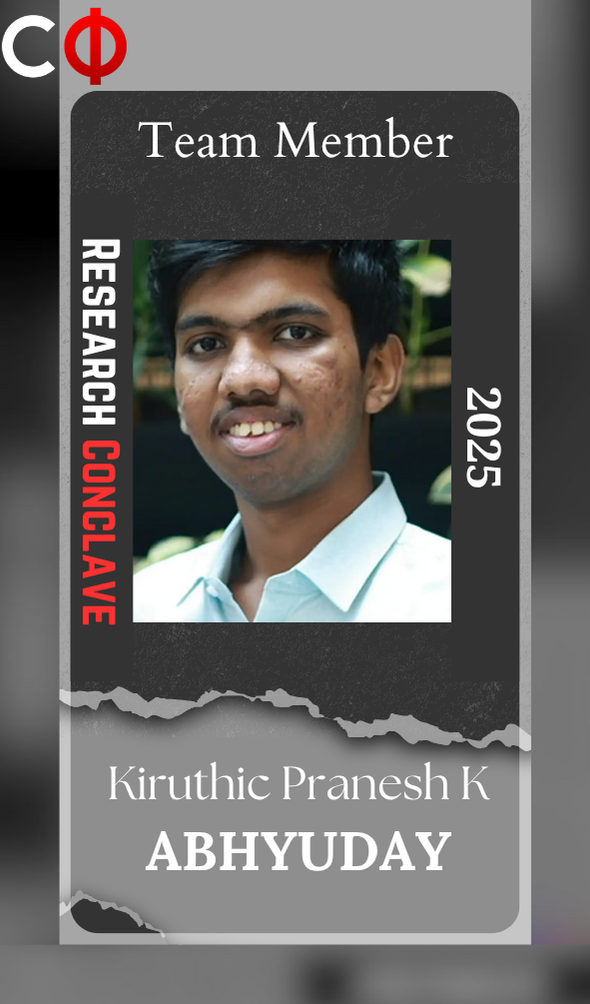 CΦ
Team Member
RESEARCH CONCLAVE
2025
Kiruthic Pranesh K
ABHYUDAY